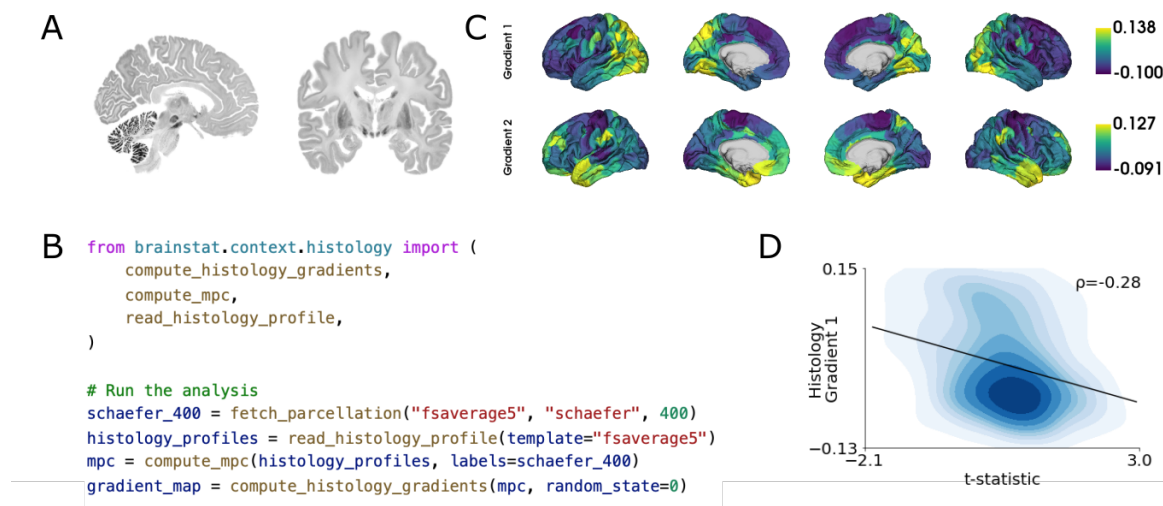 A
C
Gradient 1
0.138
-0.100
Gradient 2
0.127
-0.091
B
from brainstat.context.histology import (
    compute_histology_gradients,
    compute_mpc,
    read_histology_profile,
)
# Run the analysis
schaefer_400 = fetch_parcellation("fsaverage5", "schaefer", 400)
histology_profiles = read_histology_profile(template="fsaverage5")
mpc = compute_mpc(histology_profiles, labels=schaefer_400)
gradient_map = compute_histology_gradients(mpc, random_state=0)
D
0.15
ρ=-0.28
Histology
Gradient 1
−0.13
−2.1
3.0
t-statistic